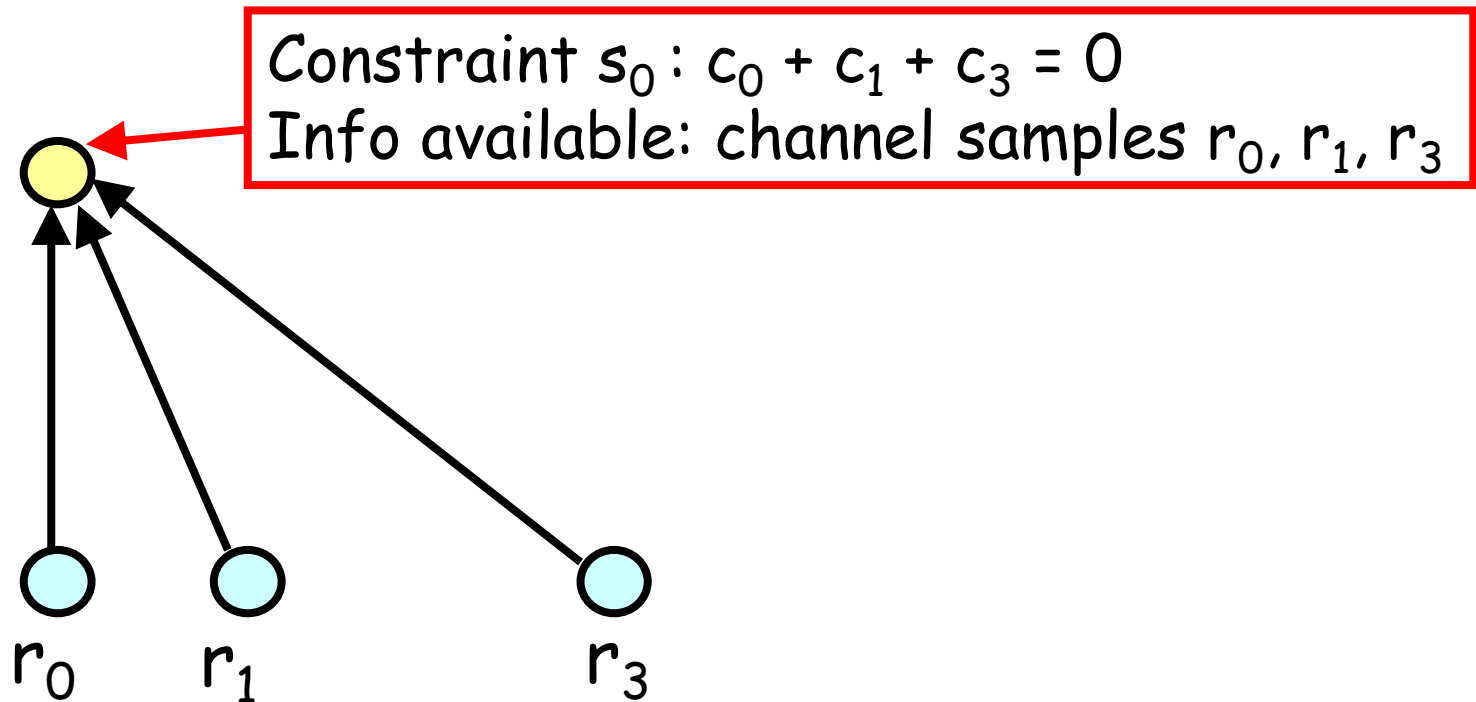 Constraint s₀ : c₀ + c₁ + c₃ = 0
Info available: channel samples r₀, r₁, r₃
r₀ r₁ r₃